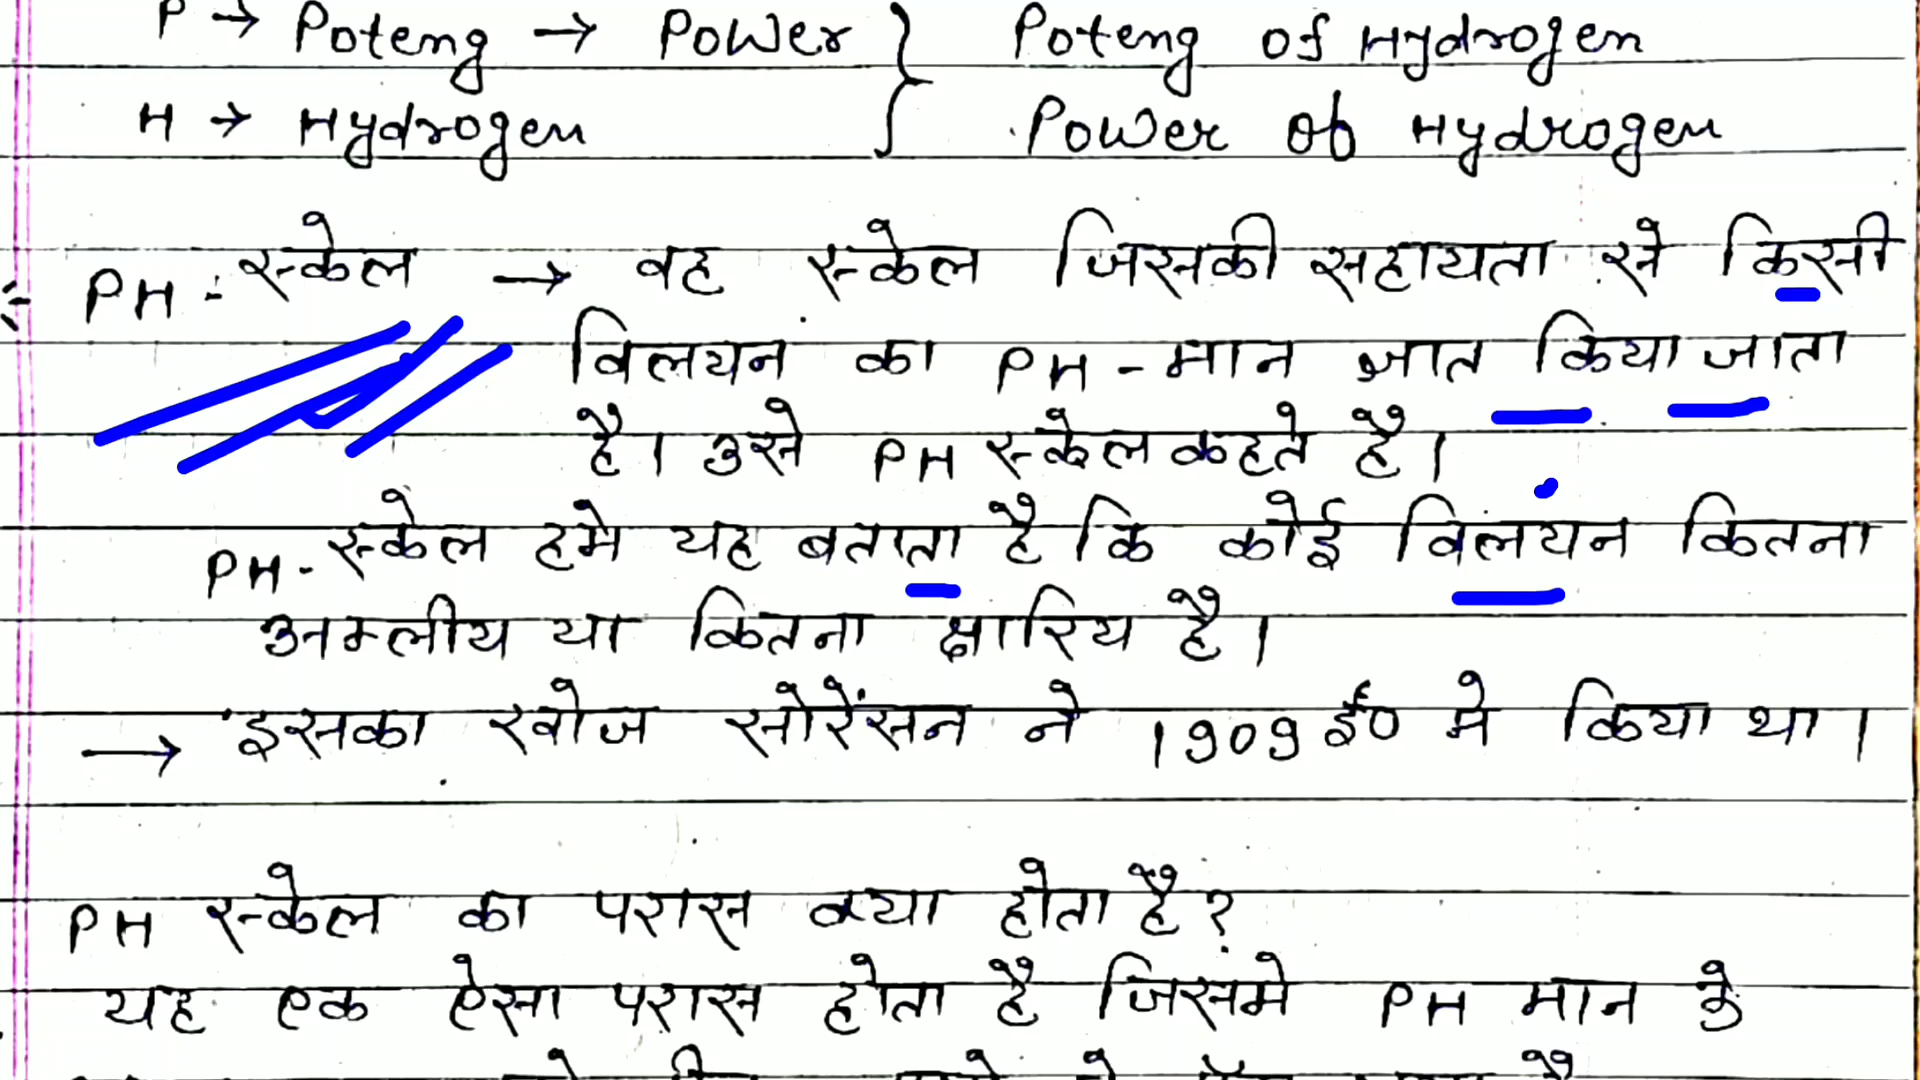 P → Poteng → Power } Poteng of Hydrogen
H → Hydrogen Power of Hydrogen
PH - स्केल → वह स्केल जिसकी सहायता से किसी
विलयन का PH - मान ज्ञात किया जाता
है। उसे PH स्केल कहते है।
PH - स्केल हमे यह बताता है कि कोई विलयन कितना
अम्लीय या कितना क्षारिय है।
→ इसका खोज सोरेंसन ने 1909 ई० मे किया था।
PH स्केल का परास क्या होता है?
यह एक ऐसा परास होता है जिसमे PH मान के